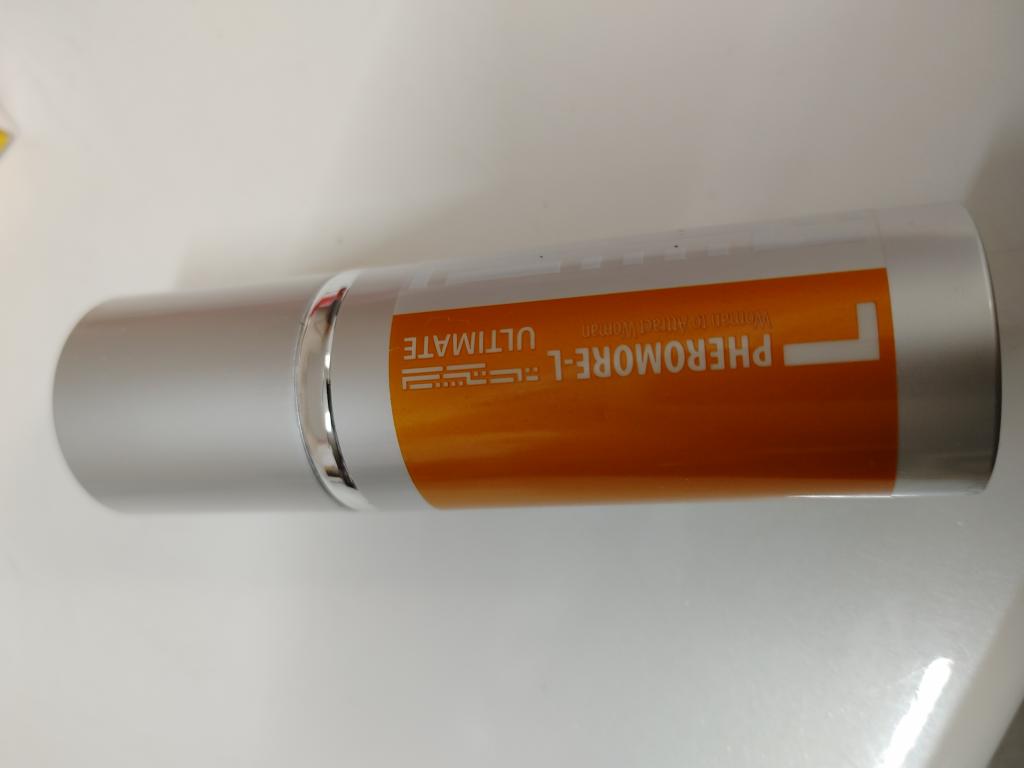 L
PHEROMORE-L
Woman to Attract Woman
ULTIMATE